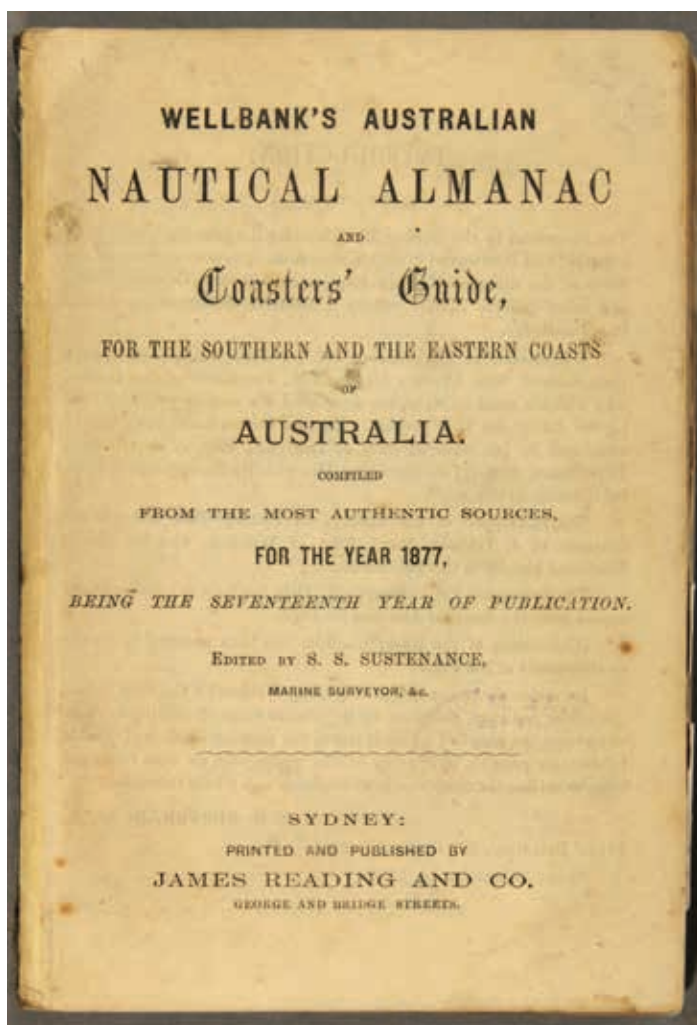 WELLBANK'S AUSTRALIAN
NAUTICAL ALMANAC
AND
Coasters' Guide,
FOR THE SOUTHERN AND THE EASTERN COASTS
OF
AUSTRALIA.
COMPILED
FROM THE MOST AUTHENTIC SOURCES,
FOR THE YEAR 1877,
BEING THE SEVENTEENTH YEAR OF PUBLICATION.
EDITED BY S. S. SUSTENANCE,
MARINE SURVEYOR, &c.
SYDNEY:
PRINTED AND PUBLISHED BY
JAMES READING AND CO.
GEORGE AND BRIDGE STREETS.